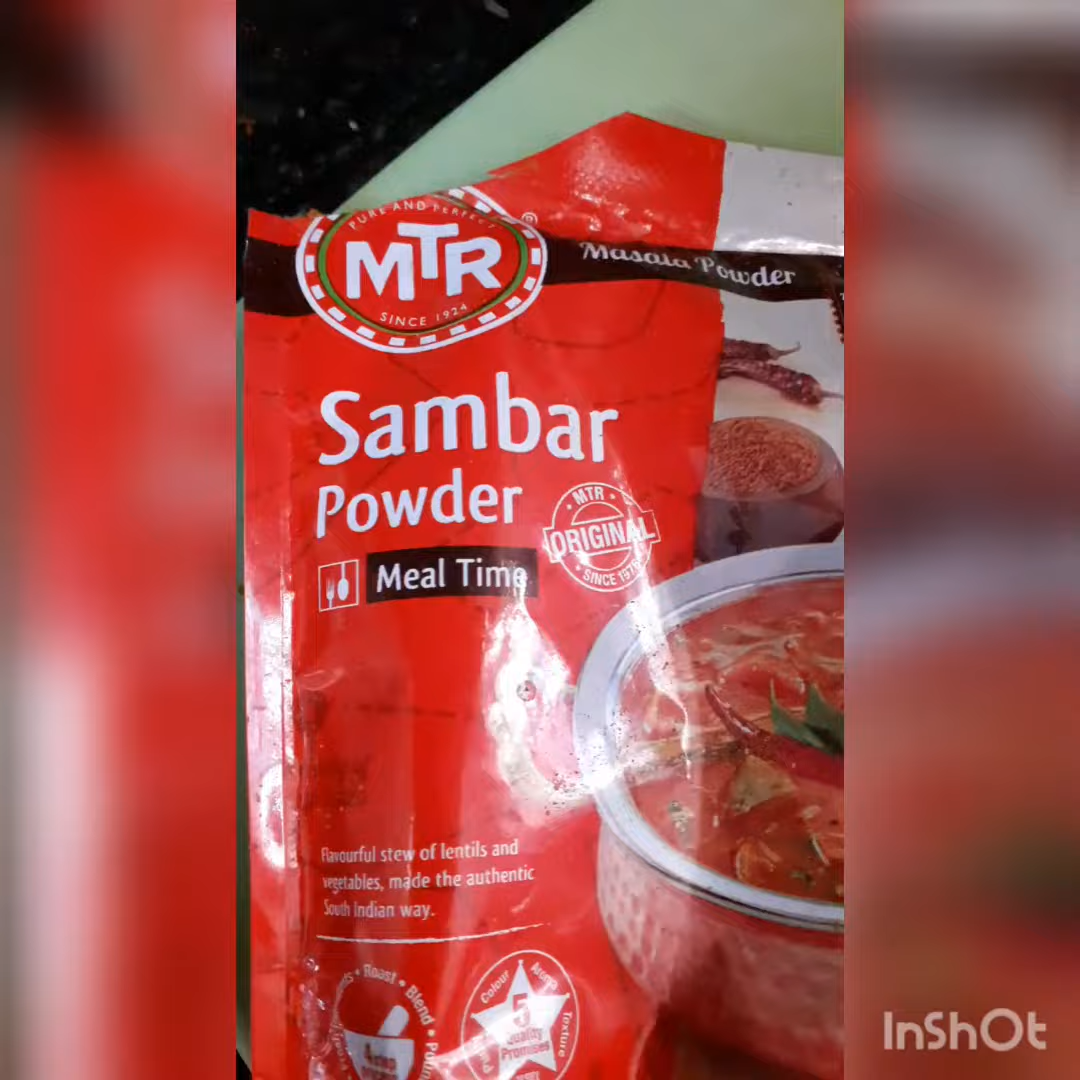 PURE AND PERFECT
MTR
SINCE 1924
®
Masala Powder
Sambar
Powder
MTR
ORIGINAL
SINCE 1976
Meal Time
Flavourful stew of lentils and
vegetables, made the authentic
South Indian way.
Roast • Blend
Colour Aroma Texture
5
Quality
Promises
InShOt